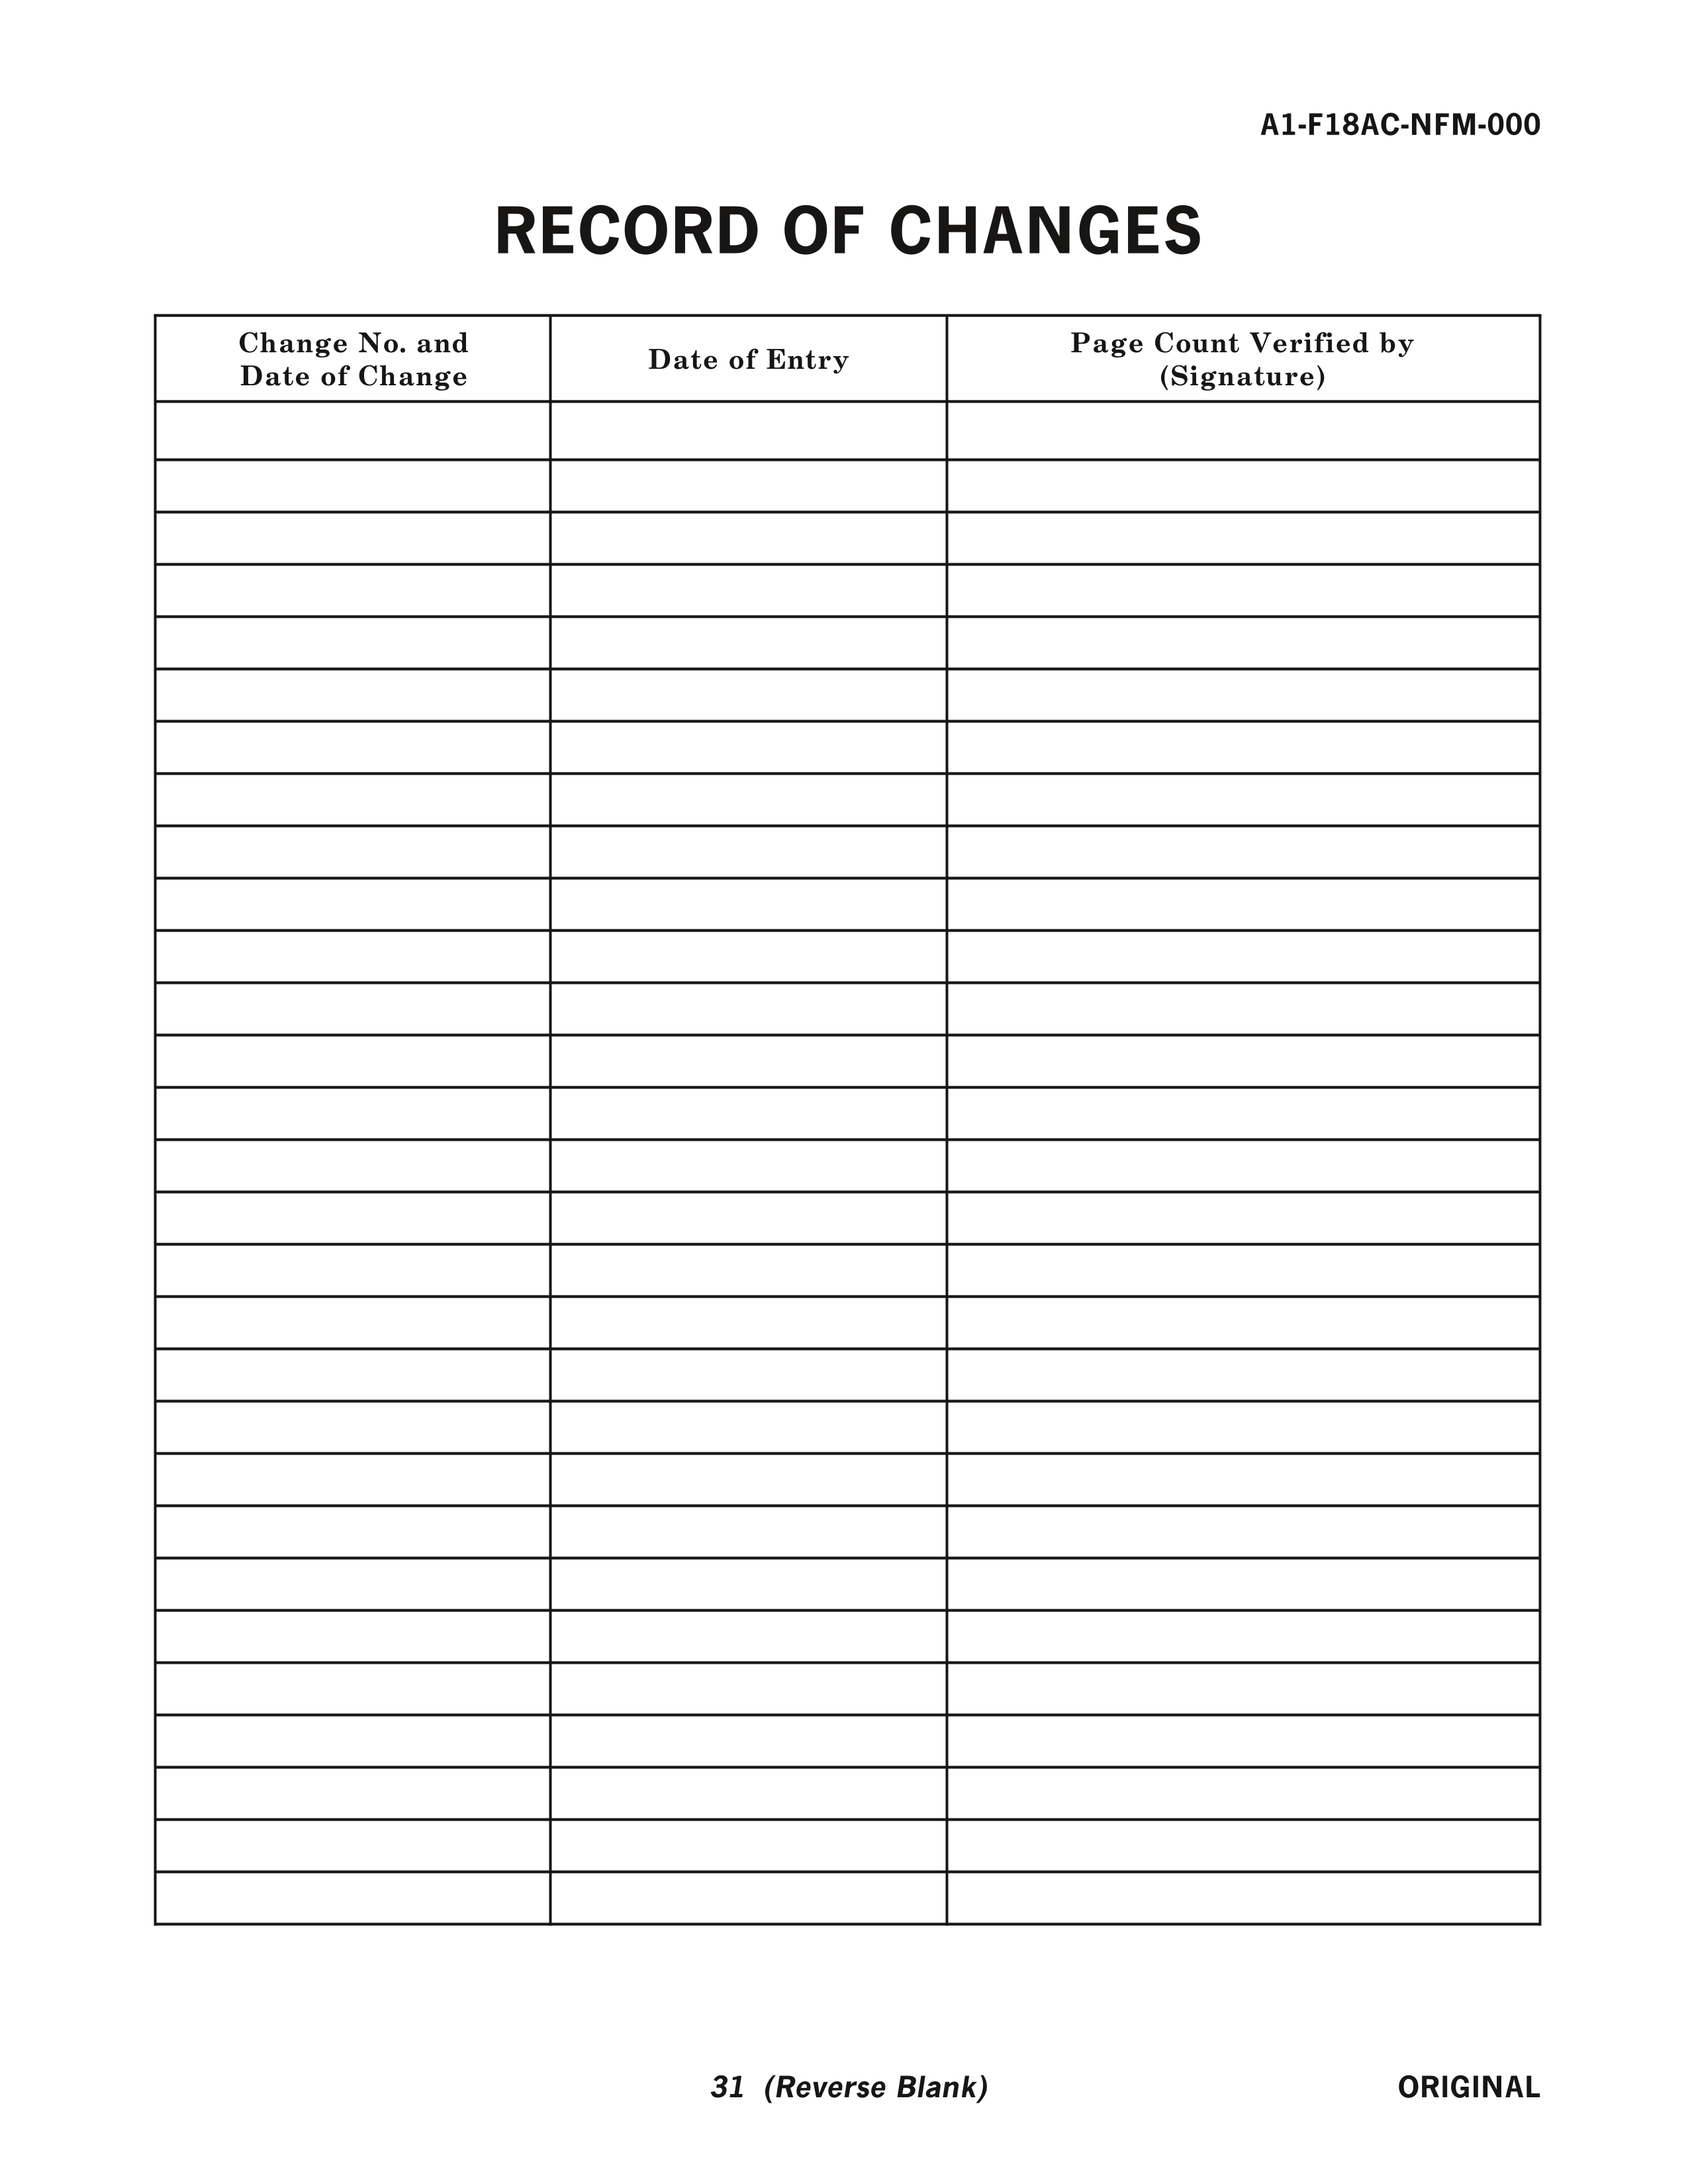 A1-F18AC-NFM-000
RECORD OF CHANGES
Change No. and
Date of Change
Date of Entry
Page Count Verified by
(Signature)
31 (Reverse Blank)
ORIGINAL